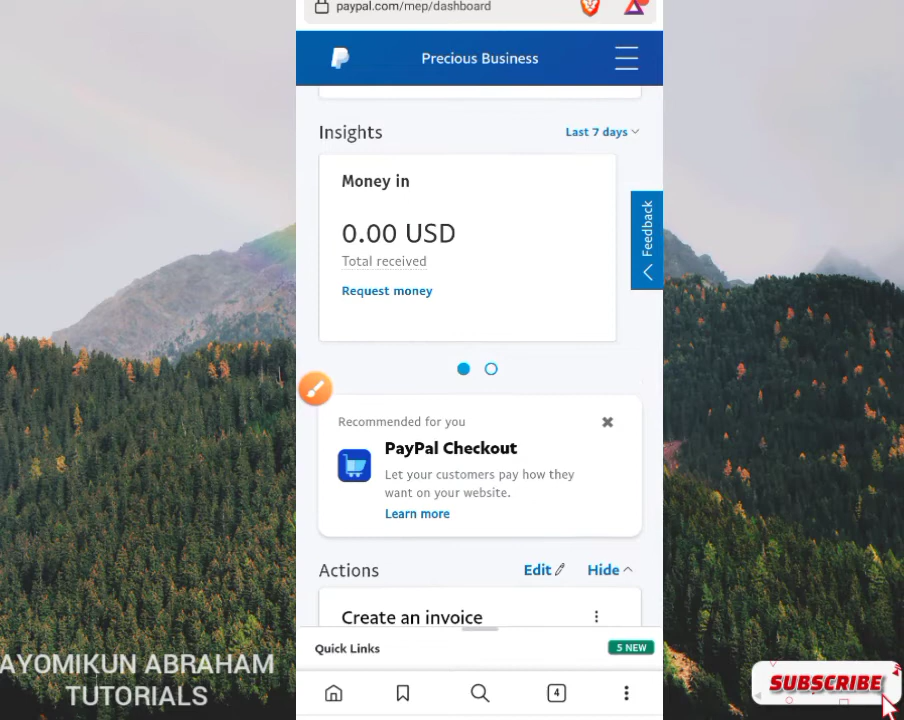 paypal.com/mep/dashboard
Precious Business
Insights
Last 7 days
Money in
0.00 USD
Total received
Request money
Feedback
Recommended for you
PayPal Checkout
Let your customers pay how they
want on your website.
Learn more
Actions
Edit
Hide
Create an invoice
Quick Links
5 NEW
4
AYOMIKUN ABRAHAM
TUTORIALS
SUBSCRIBE